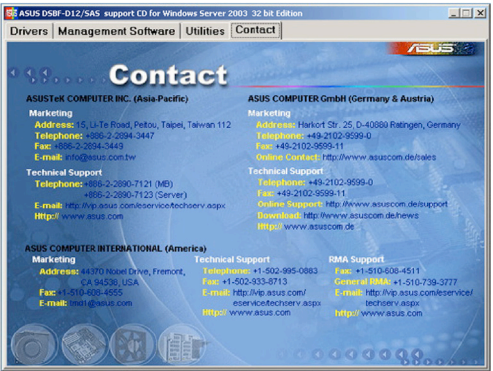 ASUS DSBF-D12/SAS support CD for Windows Server 2003 32 bit Edition
Drivers Management Software Utilities Contact
ASUS
Contact
ASUSTeK COMPUTER INC. (Asia-Pacific)
Marketing
Address: 15, Li-Te Road, Peitou, Taipei, Taiwan 112
Telephone: +886-2-2894-3447
Fax: +886-2-2894-3449
E-mail: info@asus.com.tw
Technical Support
Telephone: +886-2-2890-7121 (MB)
+886-2-2890-7123 (Server)
E-mail: http://vip.asus.com/eservice/techserv.aspx
Http:// www.asus.com
ASUS COMPUTER GmbH (Germany & Austria)
Marketing
Address: Harkort Str. 25, D-40880 Ratingen, Germany
Telephone: +49-2102-9599-0
Fax: +49-2102-9599-11
Online Contact: http://www.asuscom.de/sales
Technical Support
Telephone: +49-2102-9599-0
Fax: +49-2102-9599-11
Online Support: http://www.asuscom.de/support
Download: http://www.asuscom.de/news
Http:// www.asuscom.de
ASUS COMPUTER INTERNATIONAL (America)
Marketing
Address: 44370 Nobel Drive, Fremont,
CA 94538, USA
Fax: +1-510-608-4555
E-mail: tmd1@asus.com
Technical Support
Telephone: +1-502-995-0883
Fax: +1-502-933-8713
E-mail: http://vip.asus.com/
eservice/techserv.aspx
http:// www.asus.com
RMA Support
Fax: +1-510-608-4511
General RMA: +1-510-739-3777
E-mail: http://vip.asus.com/eservice/
techserv.aspx
http:// www.asus.com